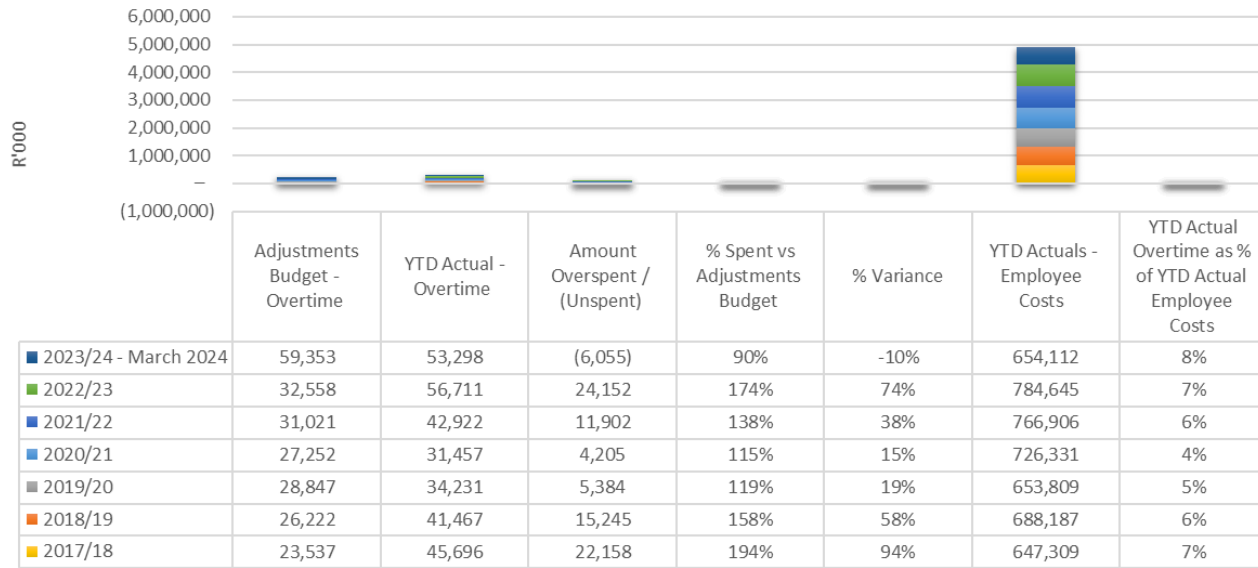 6,000,000
5,000,000
4,000,000
3,000,000
2,000,000
1,000,000
–
(1,000,000)
R'000
Adjustments Budget - Overtime
YTD Actual - Overtime
Amount Overspent / (Unspent)
% Spent vs Adjustments Budget
% Variance
YTD Actuals - Employee Costs
YTD Actual Overtime as % of YTD Actual Employee Costs
2023/24 - March 2024 59,353 53,298 (6,055) 90% -10% 654,112 8%
2022/23 32,558 56,711 24,152 174% 74% 784,645 7%
2021/22 31,021 42,922 11,902 138% 38% 766,906 6%
2020/21 27,252 31,457 4,205 115% 15% 726,331 4%
2019/20 28,847 34,231 5,384 119% 19% 653,809 5%
2018/19 26,222 41,467 15,245 158% 58% 688,187 6%
2017/18 23,537 45,696 22,158 194% 94% 647,309 7%